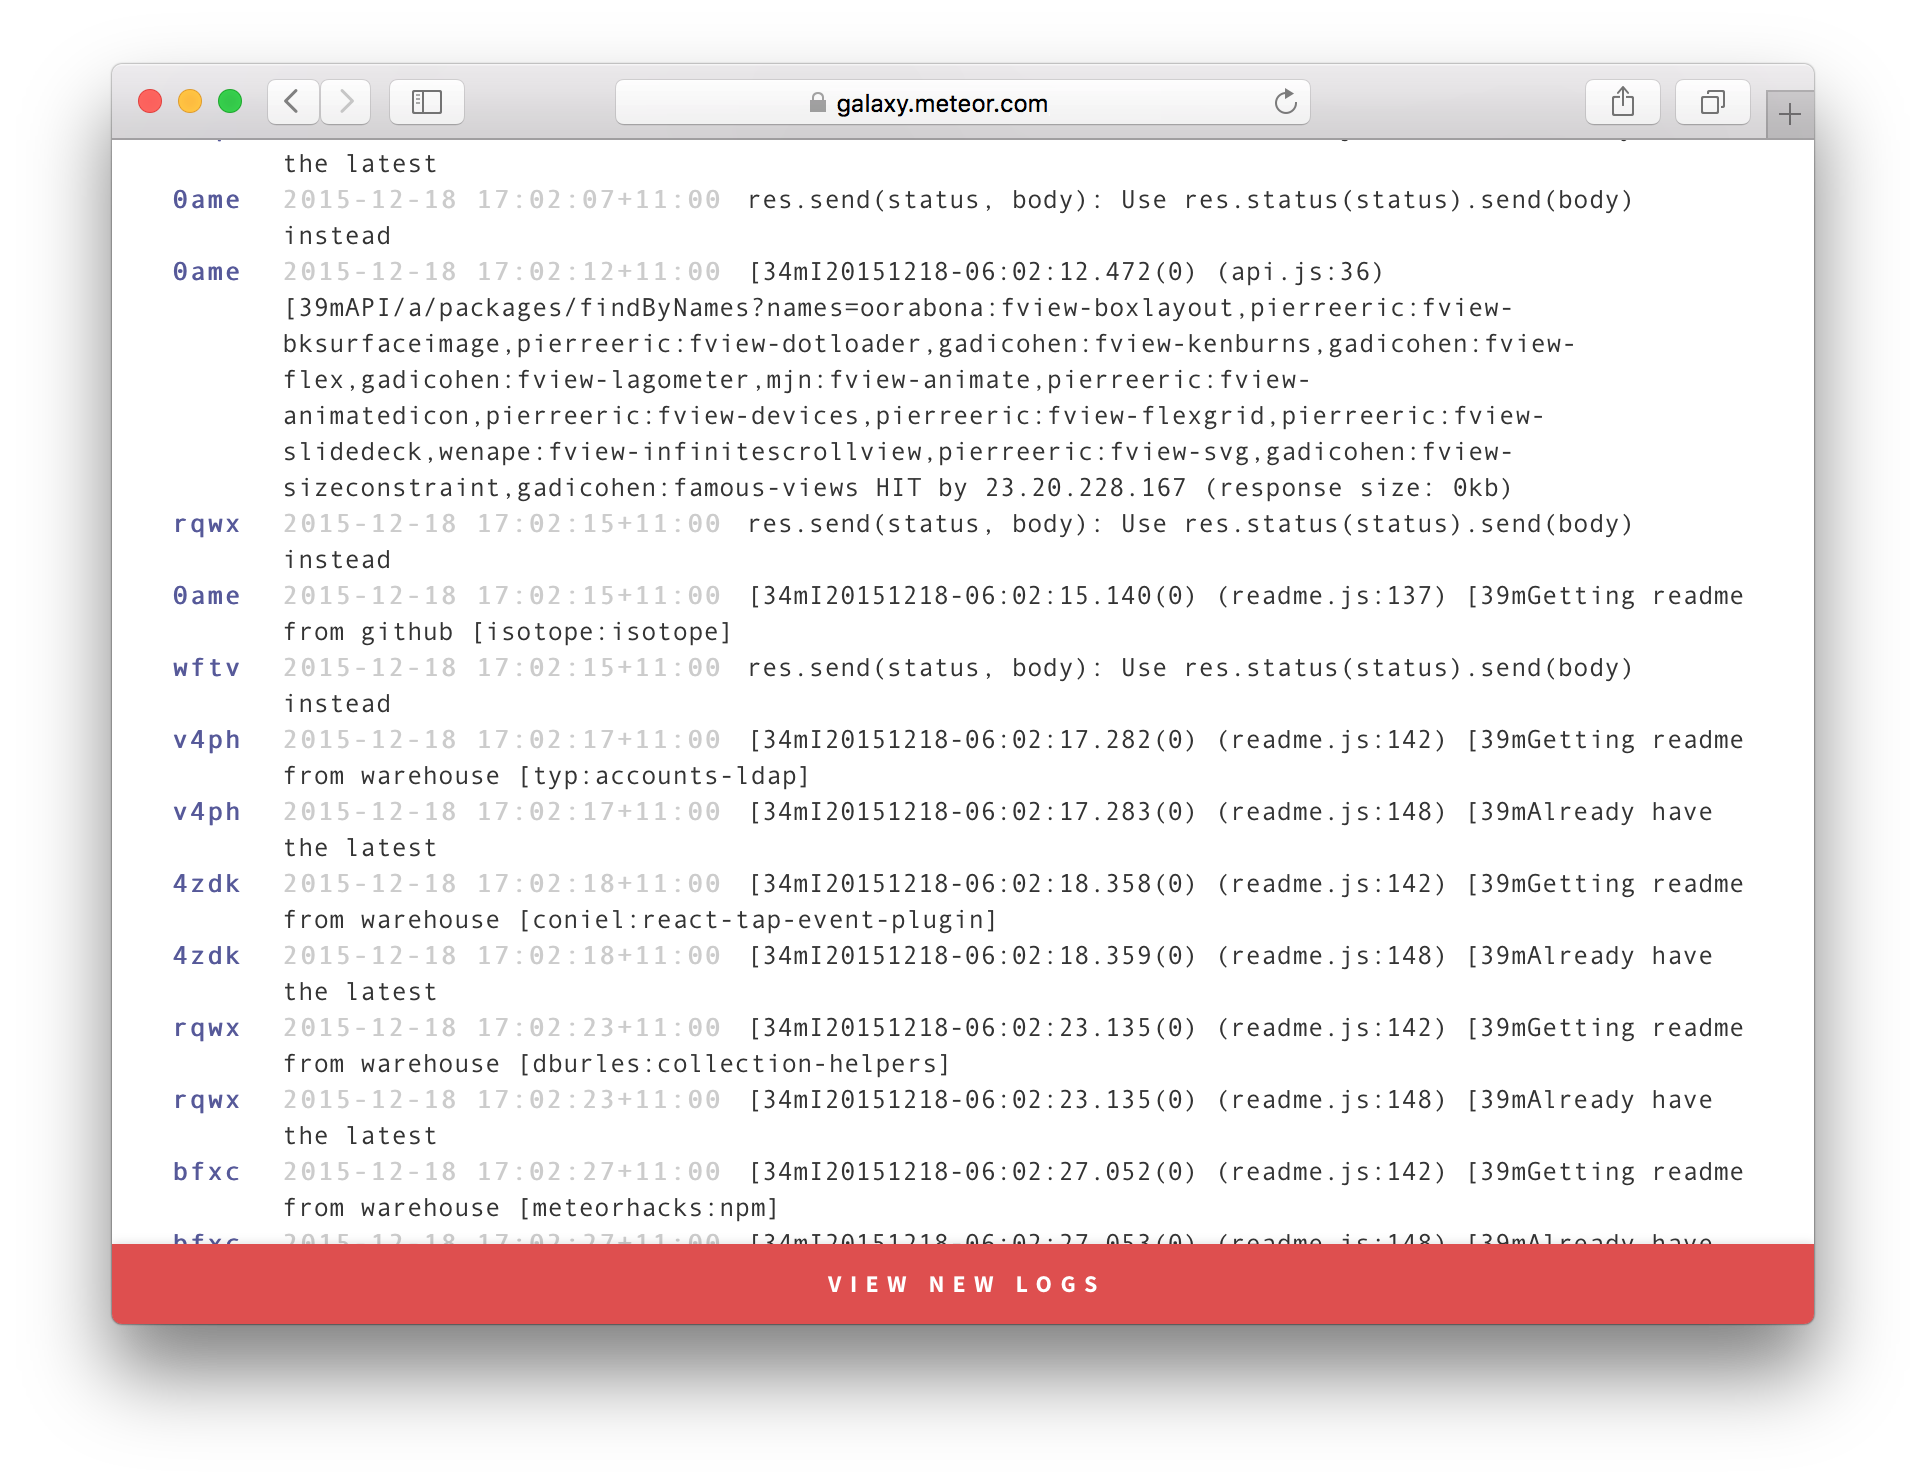 galaxy.meteor.com
the latest
0ame 2015-12-18 17:02:07+11:00 res.send(status, body): Use res.status(status).send(body)
instead
0ame 2015-12-18 17:02:12+11:00 [34mI20151218-06:02:12.472(0) (api.js:36)
[39mAPI/a/packages/findByNames?names=oorabona:fview-boxlayout,pierreeric:fview-
bksurfaceimage,pierreeric:fview-dotloader,gadicohen:fview-kenburns,gadicohen:fview-
flex,gadicohen:fview-lagometer,mjn:fview-animate,pierreeric:fview-
animatedicon,pierreeric:fview-devices,pierreeric:fview-flexgrid,pierreeric:fview-
slidedeck,wenape:fview-infinitescrollview,pierreeric:fview-svg,gadicohen:fview-
sizeconstraint,gadicohen:famous-views HIT by 23.20.228.167 (response size: 0kb)
rqwx 2015-12-18 17:02:15+11:00 res.send(status, body): Use res.status(status).send(body)
instead
0ame 2015-12-18 17:02:15+11:00 [34mI20151218-06:02:15.140(0) (readme.js:137) [39mGetting readme
from github [isotope:isotope]
wftv 2015-12-18 17:02:15+11:00 res.send(status, body): Use res.status(status).send(body)
instead
v4ph 2015-12-18 17:02:17+11:00 [34mI20151218-06:02:17.282(0) (readme.js:142) [39mGetting readme
from warehouse [typ:accounts-ldap]
v4ph 2015-12-18 17:02:17+11:00 [34mI20151218-06:02:17.283(0) (readme.js:148) [39mAlready have
the latest
4zdk 2015-12-18 17:02:18+11:00 [34mI20151218-06:02:18.358(0) (readme.js:142) [39mGetting readme
from warehouse [coniel:react-tap-event-plugin]
4zdk 2015-12-18 17:02:18+11:00 [34mI20151218-06:02:18.359(0) (readme.js:148) [39mAlready have
the latest
rqwx 2015-12-18 17:02:23+11:00 [34mI20151218-06:02:23.135(0) (readme.js:142) [39mGetting readme
from warehouse [dburles:collection-helpers]
rqwx 2015-12-18 17:02:23+11:00 [34mI20151218-06:02:23.135(0) (readme.js:148) [39mAlready have
the latest
bfxc 2015-12-18 17:02:27+11:00 [34mI20151218-06:02:27.052(0) (readme.js:142) [39mGetting readme
from warehouse [meteorhacks:npm]
bfxc 2015-12-18 17:02:27+11:00 [34mI20151218-06:02:27.053(0) (readme.js:148) [39mAlready have
VIEW NEW LOGS